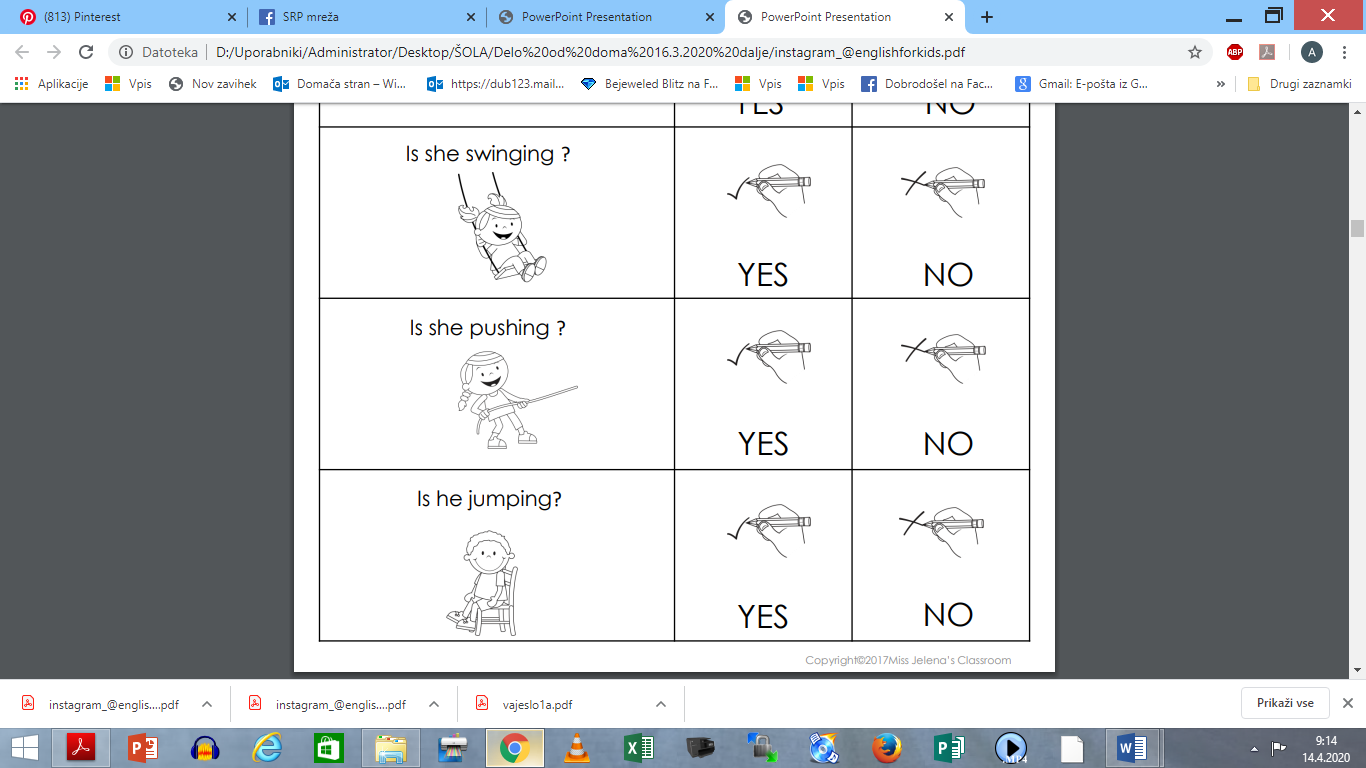 (813) Pinterest
SRP mreža
PowerPoint Presentation
PowerPoint Presentation
Datoteka
D:/Uporabniki/Administrator/Desktop/ŠOLA/Delo%20od%20doma%2016.3.2020%20dalje/instagram_@englishforkids.pdf
ABP
A
Aplikacije
Vpis
Nov zavihek
Domača stran – Wi...
https://dub123.mail...
Bejeweled Blitz na F...
Vpis
Vpis
Dobrodošel na Fac...
Gmail: E-pošta iz G...
»
Drugi zaznamki
YES
NO
Is she swinging ?
YES
NO
Is she pushing ?
YES
NO
Is he jumping?
YES
NO
Copyright©2017Miss Jelena's Classroom
instagram_@englis....pdf
instagram_@englis....pdf
vajeslo1a.pdf
Prikaži vse
MP4
9:14
14.4.2020